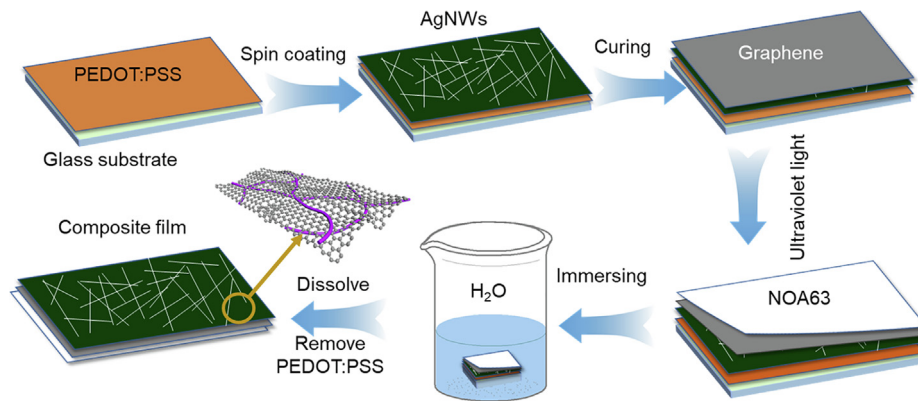 AgNWs
PEDOT:PSS
Spin coating
Curing
Graphene
Glass substrate
Ultraviolet light
Composite film
Dissolve
Remove
PEDOT:PSS
H₂O
Immersing
NOA63